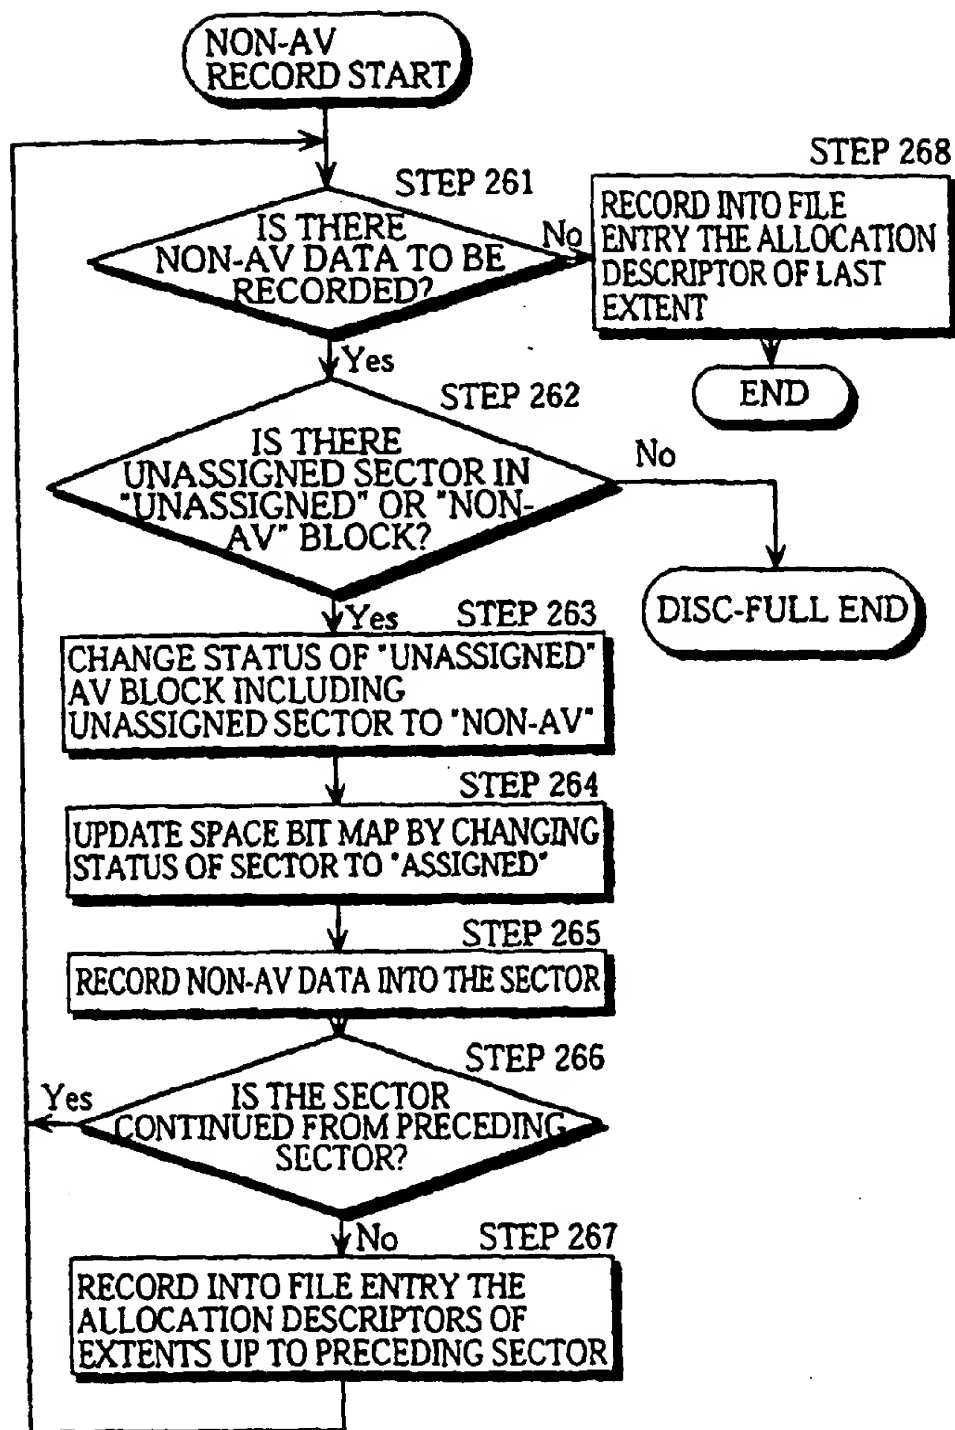 NON-AV
RECORD START
STEP 261
IS THERE
NON-AV DATA TO BE
RECORDED?
No
STEP 268
RECORD INTO FILE
ENTRY THE ALLOCATION
DESCRIPTOR OF LAST
EXTENT
END
Yes
STEP 262
IS THERE
UNASSIGNED SECTOR IN
"UNASSIGNED" OR "NON-
AV" BLOCK?
No
DISC-FULL END
Yes
STEP 263
CHANGE STATUS OF "UNASSIGNED"
AV BLOCK INCLUDING
UNASSIGNED SECTOR TO "NON-AV"
STEP 264
UPDATE SPACE BIT MAP BY CHANGING
STATUS OF SECTOR TO "ASSIGNED"
STEP 265
RECORD NON-AV DATA INTO THE SECTOR
STEP 266
IS THE SECTOR
CONTINUED FROM PRECEDING
SECTOR?
Yes
No
STEP 267
RECORD INTO FILE ENTRY THE
ALLOCATION DESCRIPTORS OF
EXTENTS UP TO PRECEDING SECTOR